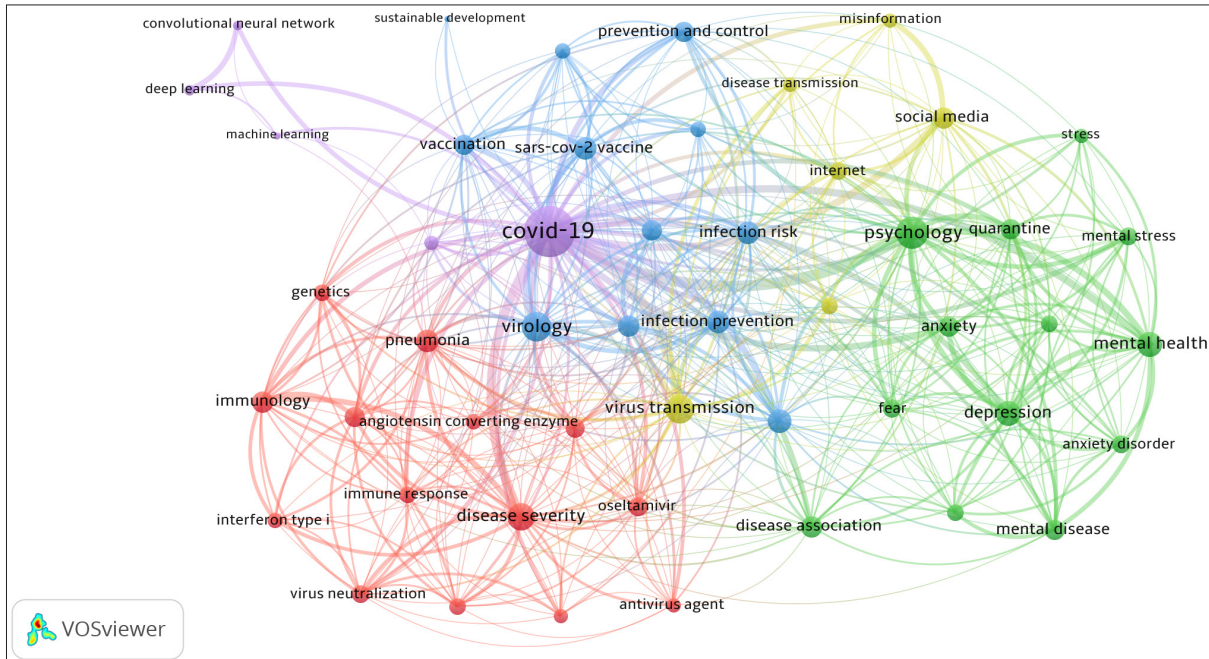 convolutional neural network
sustainable development
misinformation
prevention and control
deep learning
disease transmission
social media
machine learning
vaccination
sars-cov-2 vaccine
stress
internet
covid-19
infection risk
psychology
quarantine
mental stress
genetics
virology
infection prevention
anxiety
pneumonia
mental health
immunology
virus transmission
fear
depression
angiotensin converting enzyme
anxiety disorder
immune response
oseltamivir
interferon type i
disease severity
disease association
mental disease
virus neutralization
antivirus agent
VOSviewer